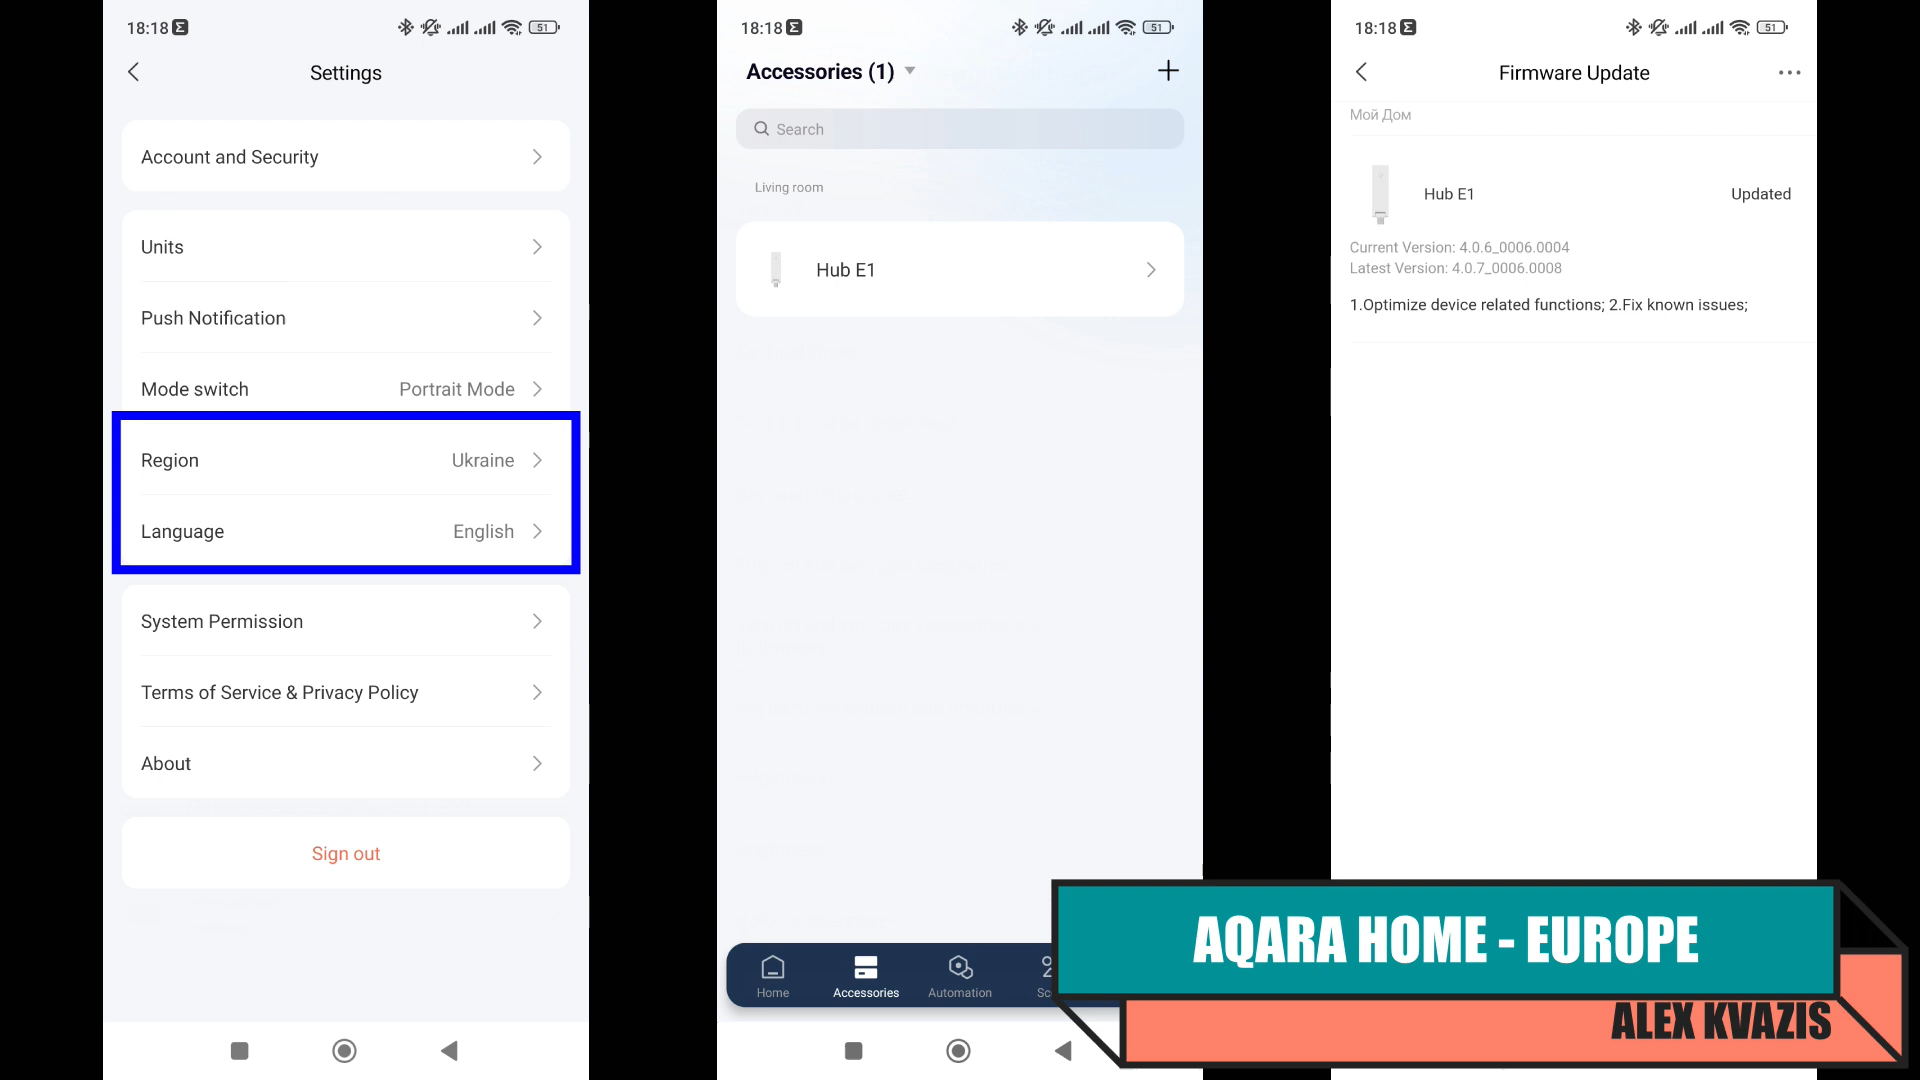 18:18
51
Settings
Account and Security
Units
Push Notification
Mode switch Portrait Mode
Region Ukraine
Language English
System Permission
Terms of Service & Privacy Policy
About
Sign out
18:18
51
Accessories (1)
Search
Living room
Hub E1
Home Accessories Automation
18:18
51
Firmware Update
Мой Дом
Hub E1 Updated
Current Version: 4.0.6_0006.0004
Latest Version: 4.0.7_0006.0008
1.Optimize device related functions; 2.Fix known issues;
AQARA HOME - EUROPE
ALEX KVAZIS